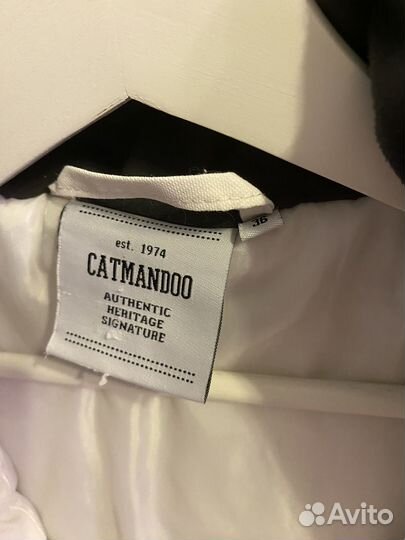 est. 1974
CATMANDOO
AUTHENTIC
HERITAGE
SIGNATURE
36
Avito